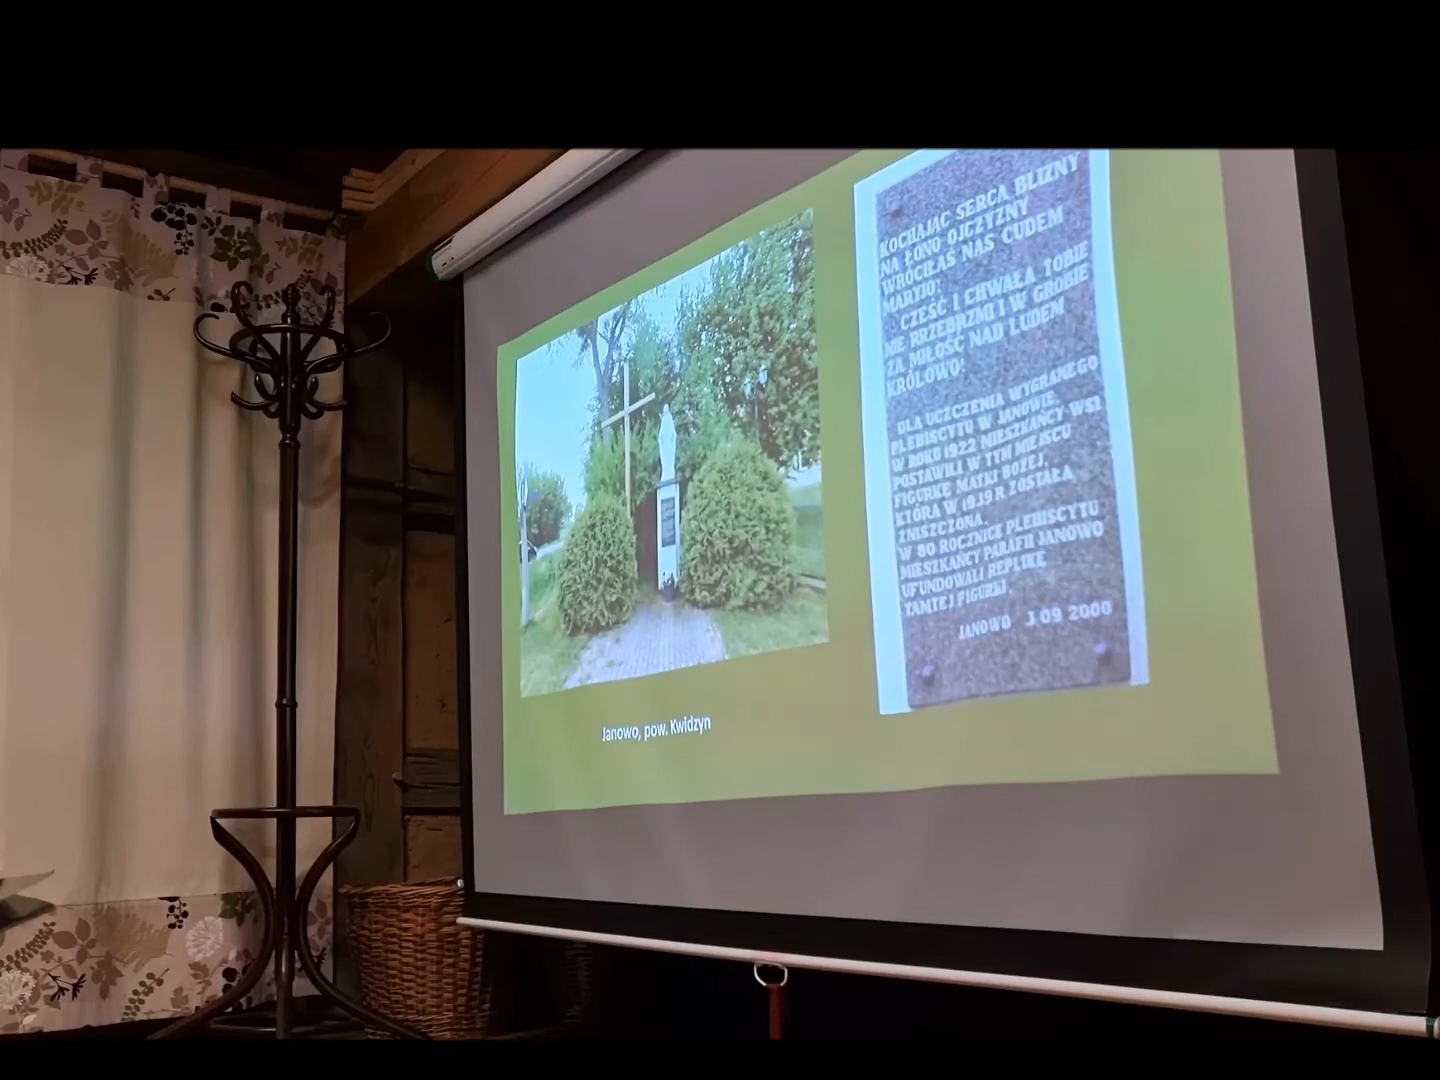 KOCHAJĄC SERCA BLIZNY
NA ŁONO OJCZYZNY
WRÓCIŁAŚ NAS CUDEM
MARYJO!
CZEŚĆ I CHWAŁA TOBIE
NIE PRZEBRZMI I W GROBIE
ZA MIŁOŚĆ NAD LUDEM
KRÓLOWO!
DLA UCZCZENIA WYGRANEGO
PLEBISCYTU W JANOWIE,
W ROKU 1922 MIESZKAŃCY WSI
POSTAWILI W TYM MIEJSCU
FIGURKĘ MATKI BOŻEJ,
KTÓRA W 1939 R ZOSTAŁA
ZNISZCZONA.
W 80 ROCZNICE PLEBISCYTU
MIESZKAŃCY PARAFII JANOWO
UFUNDOWALI REPLIKĘ
TAMTEJ FIGURKI
JANOWO 3 09 2000
Janowo, pow. Kwidzyn